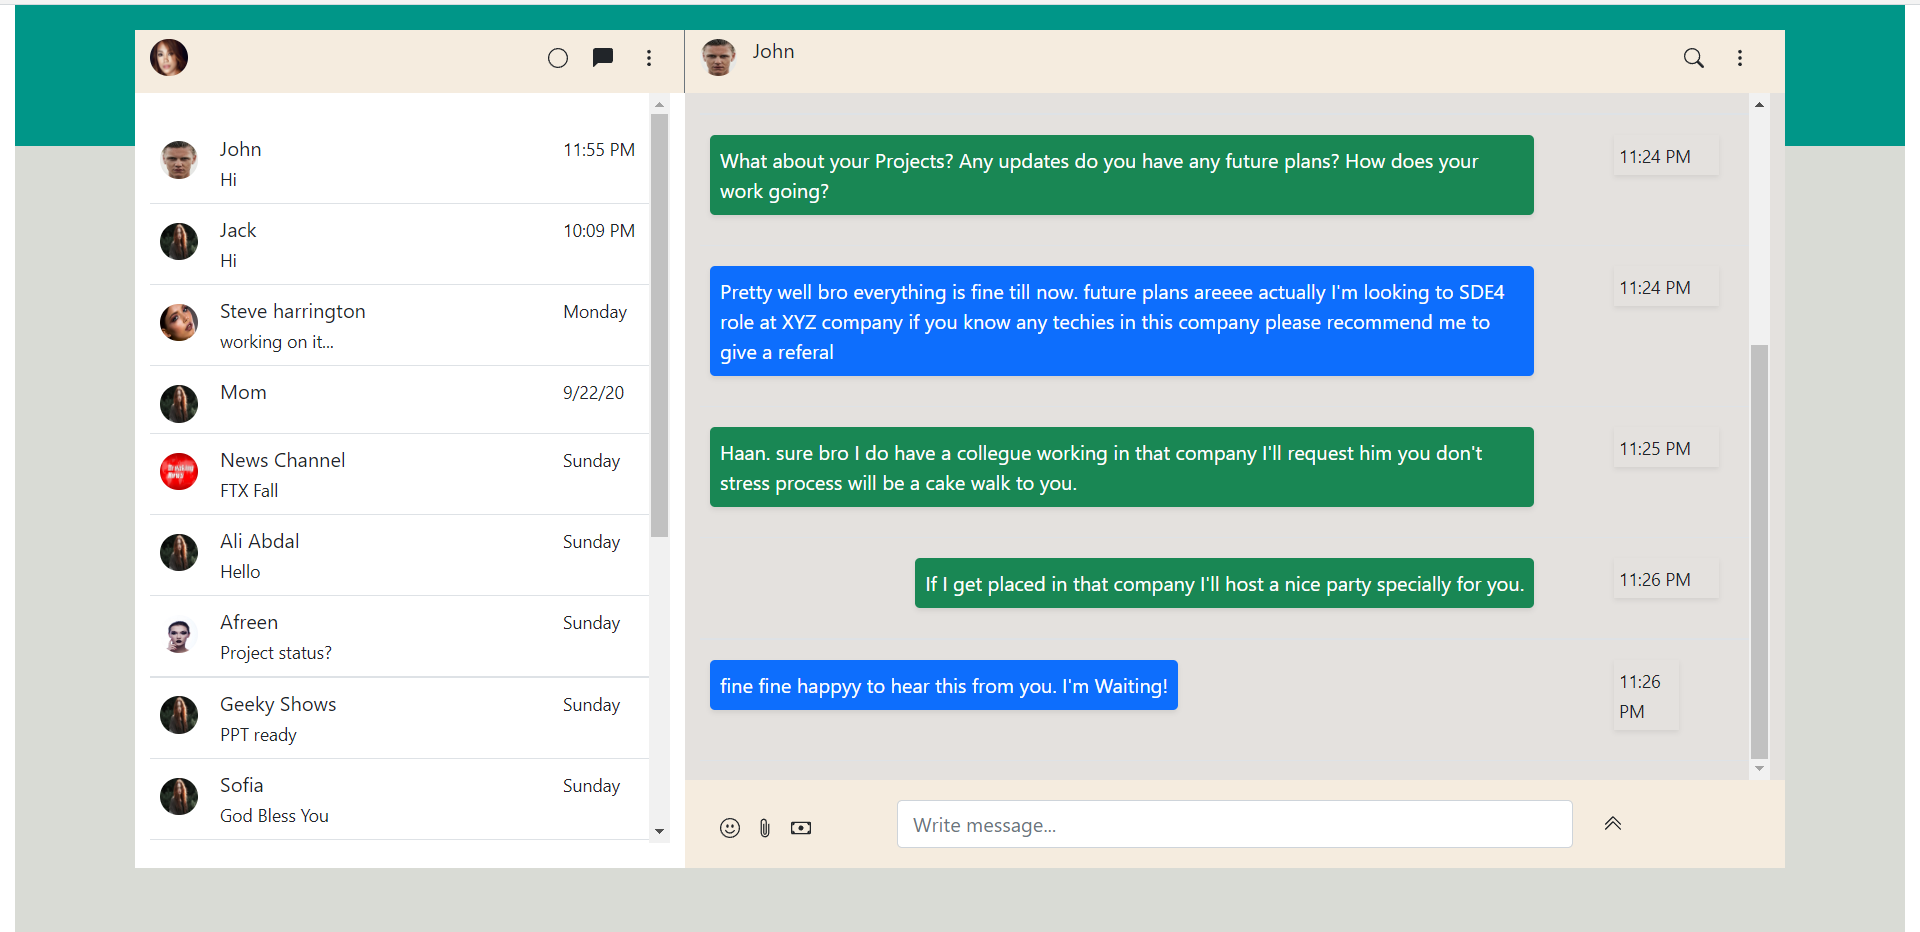 John 11:55 PM
Hi
Jack 10:09 PM
Hi
Steve harrington Monday
working on it...
Mom 9/22/20
Breaking
News
News Channel Sunday
FTX Fall
Ali Abdal Sunday
Hello
Afreen Sunday
Project status?
Geeky Shows Sunday
PPT ready
Sofia Sunday
God Bless You
John
What about your Projects? Any updates do you have any future plans? How does your
work going?
11:24 PM
Pretty well bro everything is fine till now. future plans areeee actually I'm looking to SDE4
role at XYZ company if you know any techies in this company please recommend me to
give a referal
11:24 PM
Haan. sure bro I do have a collegue working in that company I'll request him you don't
stress process will be a cake walk to you.
11:25 PM
If I get placed in that company I'll host a nice party specially for you.
11:26 PM
fine fine happyy to hear this from you. I'm Waiting!
11:26
PM
Write message...